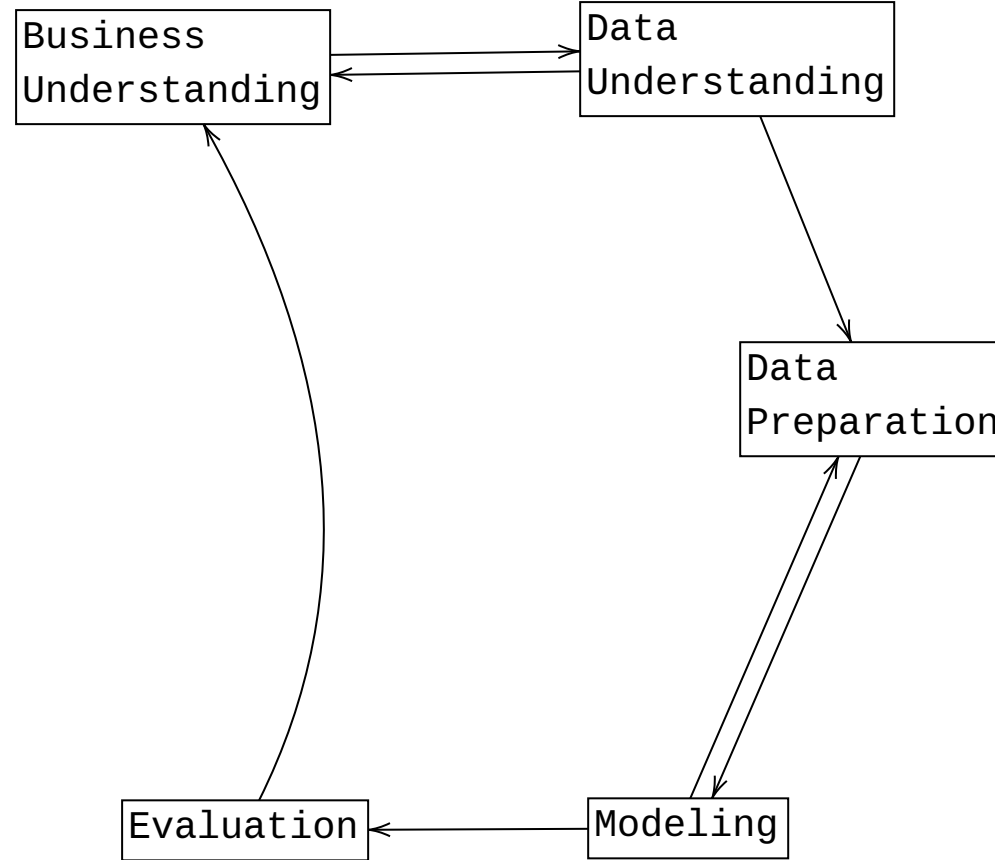 Business
Understanding
Data
Understanding
Data
Preparation
Modeling
Evaluation